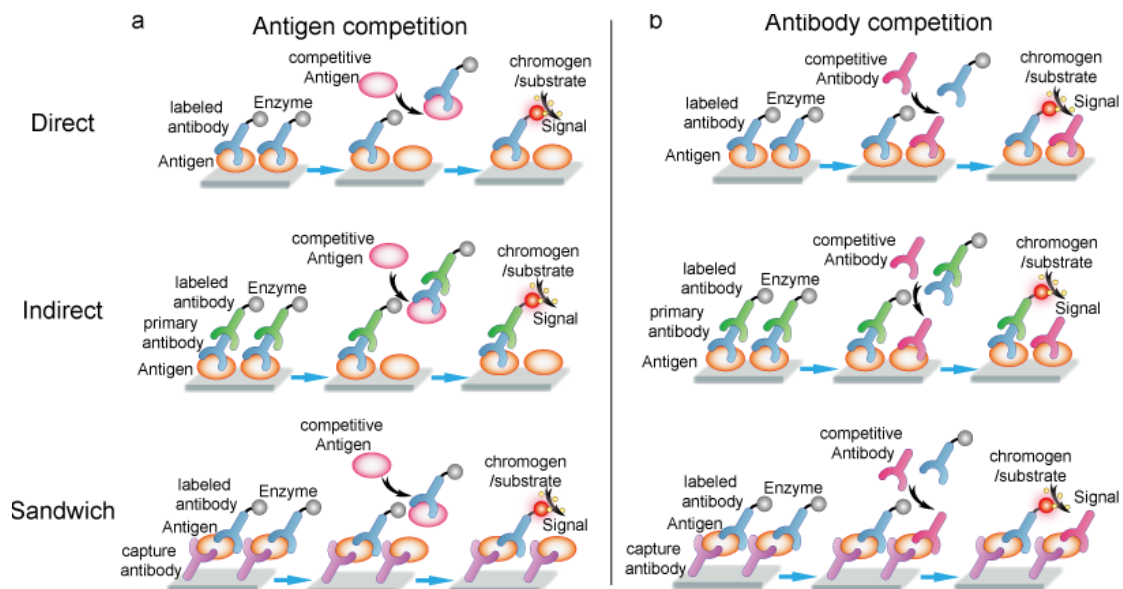 a
Antigen competition
b
Antibody competition
Direct
labeled
antibody
Enzyme
Antigen
competitive
Antigen
chromogen
/substrate
Signal
labeled
antibody
Enzyme
Antigen
competitive
Antibody
chromogen
/substrate
Signal
Indirect
labeled
antibody
Enzyme
primary
antibody
Antigen
competitive
Antigen
chromogen
/substrate
Signal
labeled
antibody
Enzyme
primary
antibody
Antigen
competitive
Antibody
chromogen
/substrate
Signal
Sandwich
labeled
antibody
Enzyme
Antigen
capture
antibody
competitive
Antigen
chromogen
/substrate
Signal
labeled
antibody
Enzyme
Antigen
capture
antibody
competitive
Antibody
chromogen
/substrate
Signal